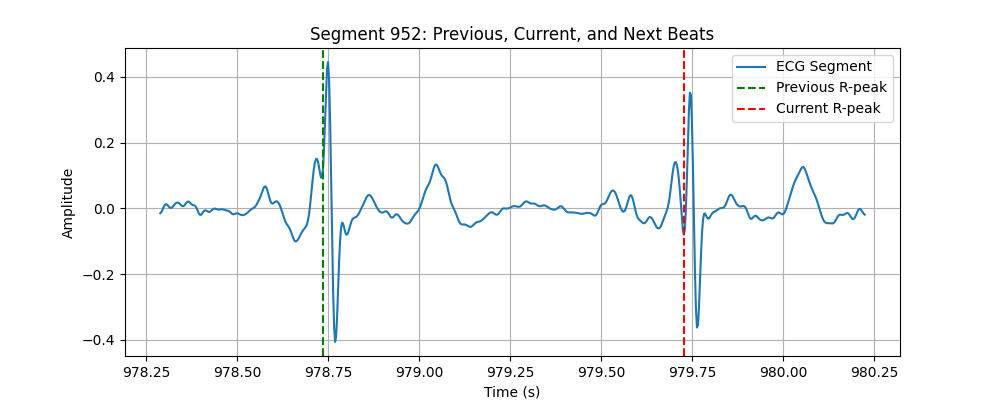 Segment 952: Previous, Current, and Next Beats
ECG Segment
Previous R-peak
Current R-peak
0.4
0.2
0.0
−0.2
−0.4
Amplitude
978.25 978.50 978.75 979.00 979.25 979.50 979.75 980.00 980.25
Time (s)